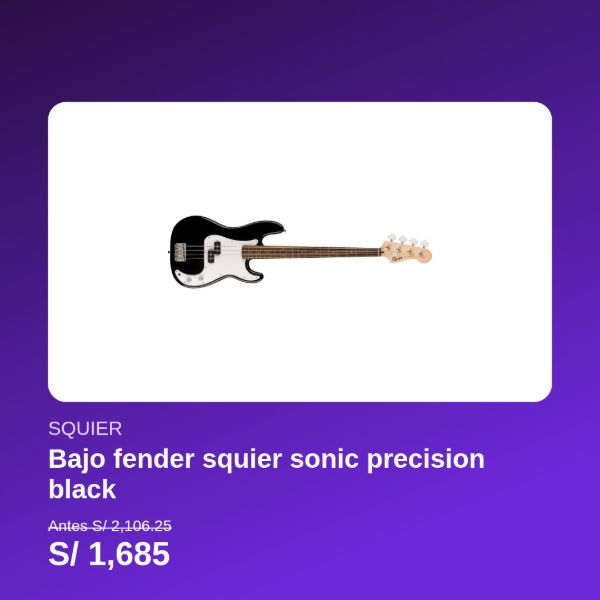 SQUIER
Bajo fender squier sonic precision
black
Antes S/ 2,106.25
S/ 1,685